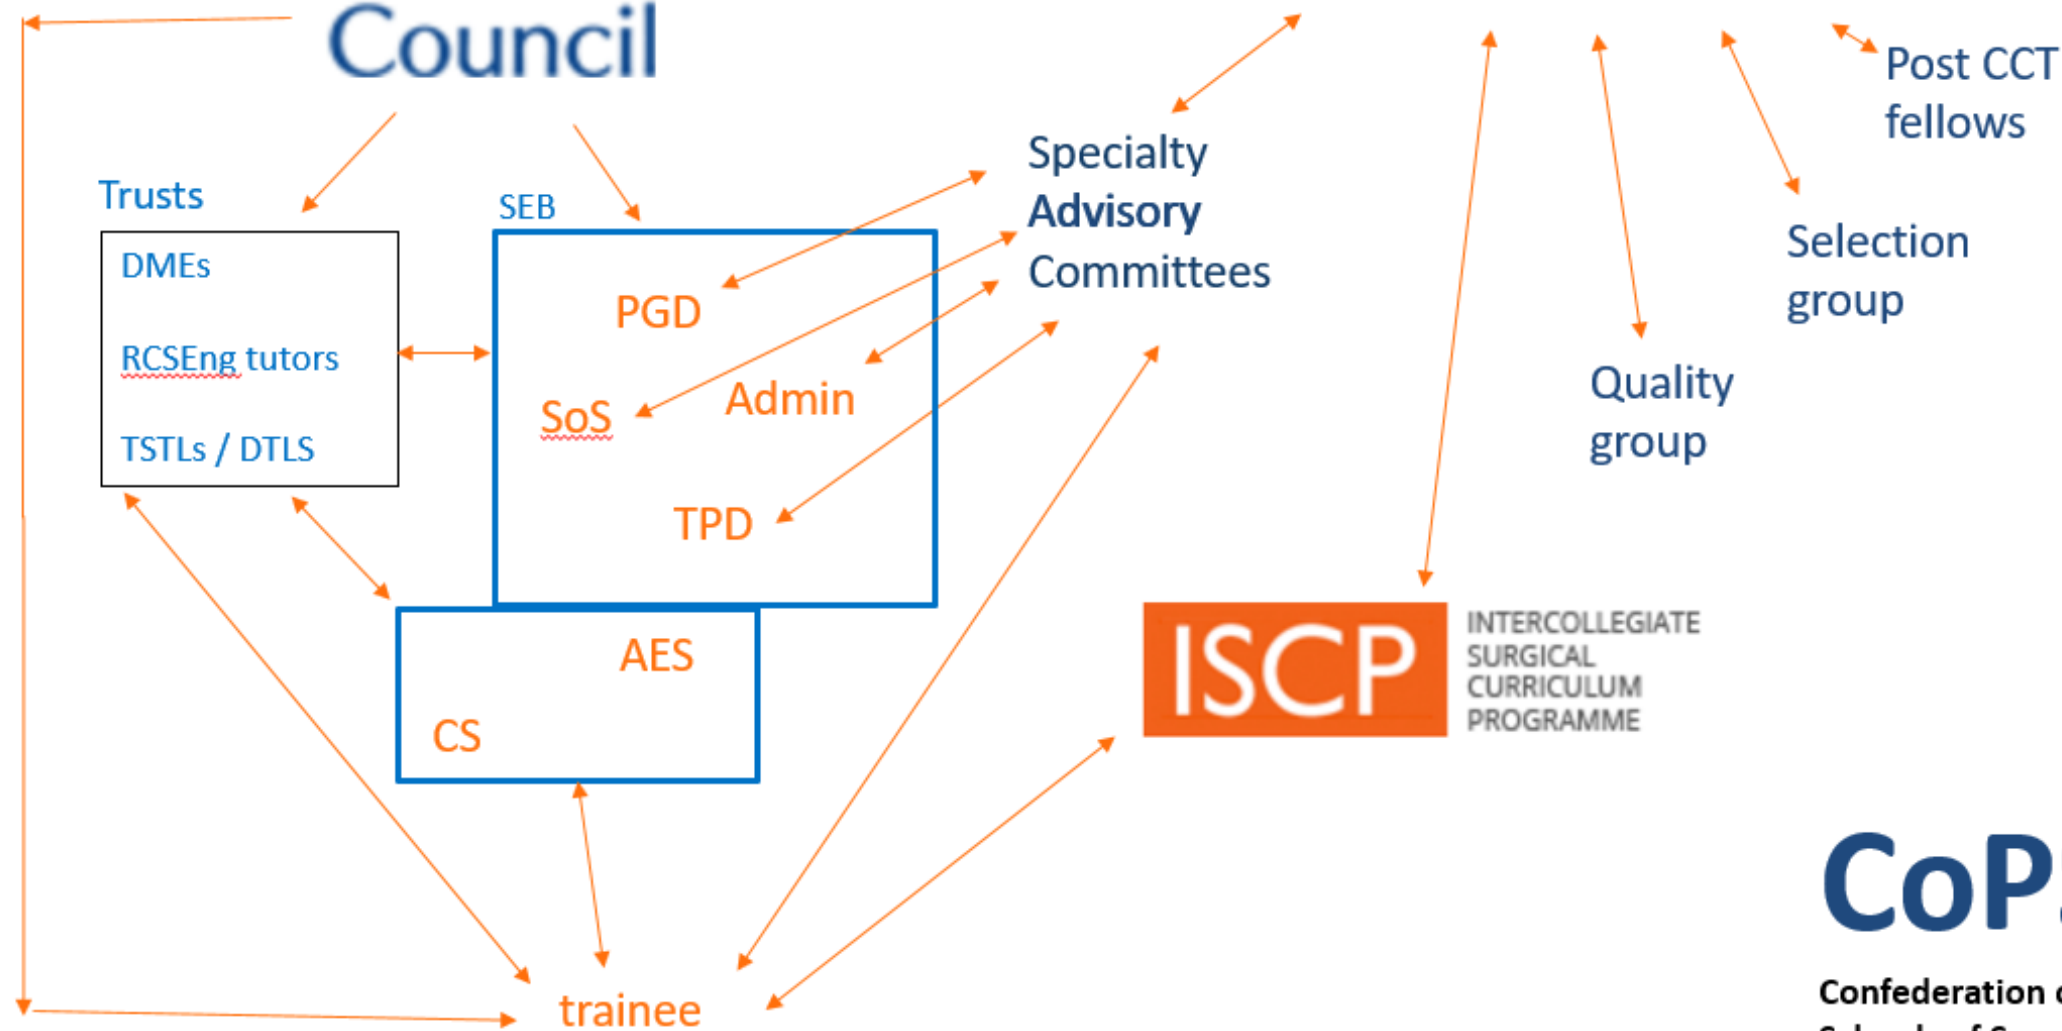 Council
Post CCT
fellows
Specialty
Advisory
Committees
Trusts
SEB
DMEs
RCSEng tutors
TSTLs / DTLS
PGD
SoS
Admin
TPD
Selection
group
Quality
group
AES
CS
ISCP
INTERCOLLEGIATE
SURGICAL
CURRICULUM
PROGRAMME
CoP
Confederation
trainee